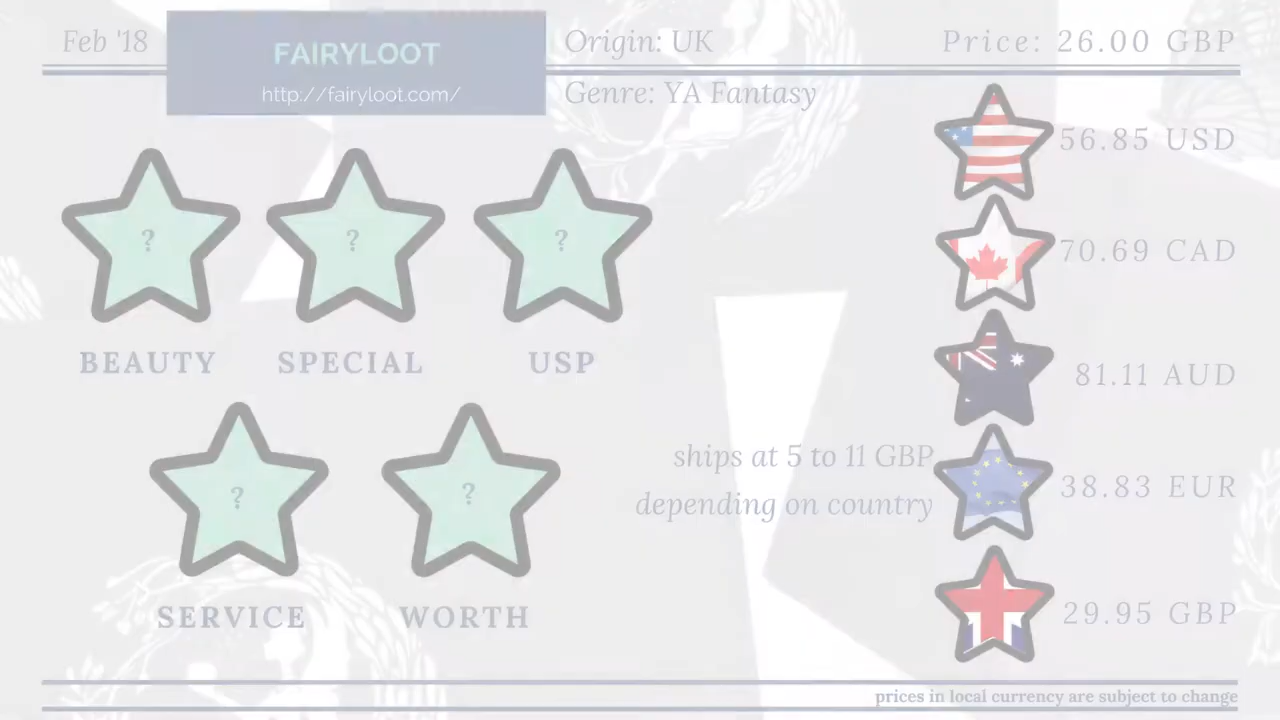 Feb '18
FAIRYLOOT
http://fairyloot.com/
Origin: UK
Genre: YA Fantasy
Price: 26.00 GBP
56.85 USD
70.69 CAD
81.11 AUD
38.83 EUR
29.95 GBP
?
?
?
BEAUTY
SPECIAL
USP
?
?
SERVICE
WORTH
ships at 5 to 11 GBP
depending on country
prices in local currency are subject to change